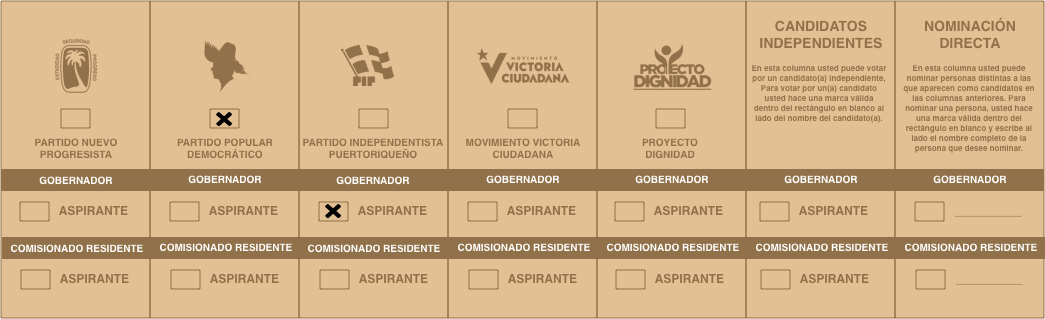 SEGURIDAD
IGUALDAD
PROGRESO
PIP
MOVIMIENTO
VICTORIA
CIUDADANA
PROYECTO
DIGNIDAD
CANDIDATOS
INDEPENDIENTES
En esta columna usted puede votar
por un candidato(a) independiente,
Para votar por un(a) candidato
usted hace una marca válida
dentro del rectángulo en blanco al
lado del nombre del candidato(a).
NOMINACIÓN
DIRECTA
En esta columna usted puede
nominar personas distintas a las
que aparecen como candidatos en
las columnas anteriores. Para
nominar una persona, usted hace
una marca válida dentro del
rectángulo en blanco y escribe al
lado el nombre completo de la
persona que desee nominar.
PARTIDO NUEVO
PROGRESISTA
PARTIDO POPULAR
DEMOCRÁTICO
PARTIDO INDEPENDENTISTA
PUERTORIQUEÑO
MOVIMIENTO VICTORIA
CIUDADANA
PROYECTO
DIGNIDAD
GOBERNADOR GOBERNADOR GOBERNADOR GOBERNADOR GOBERNADOR GOBERNADOR GOBERNADOR
ASPIRANTE ASPIRANTE ASPIRANTE ASPIRANTE ASPIRANTE ASPIRANTE
COMISIONADO RESIDENTE COMISIONADO RESIDENTE COMISIONADO RESIDENTE COMISIONADO RESIDENTE COMISIONADO RESIDENTE COMISIONADO RESIDENTE COMISIONADO RESIDENTE
ASPIRANTE ASPIRANTE ASPIRANTE ASPIRANTE ASPIRANTE ASPIRANTE